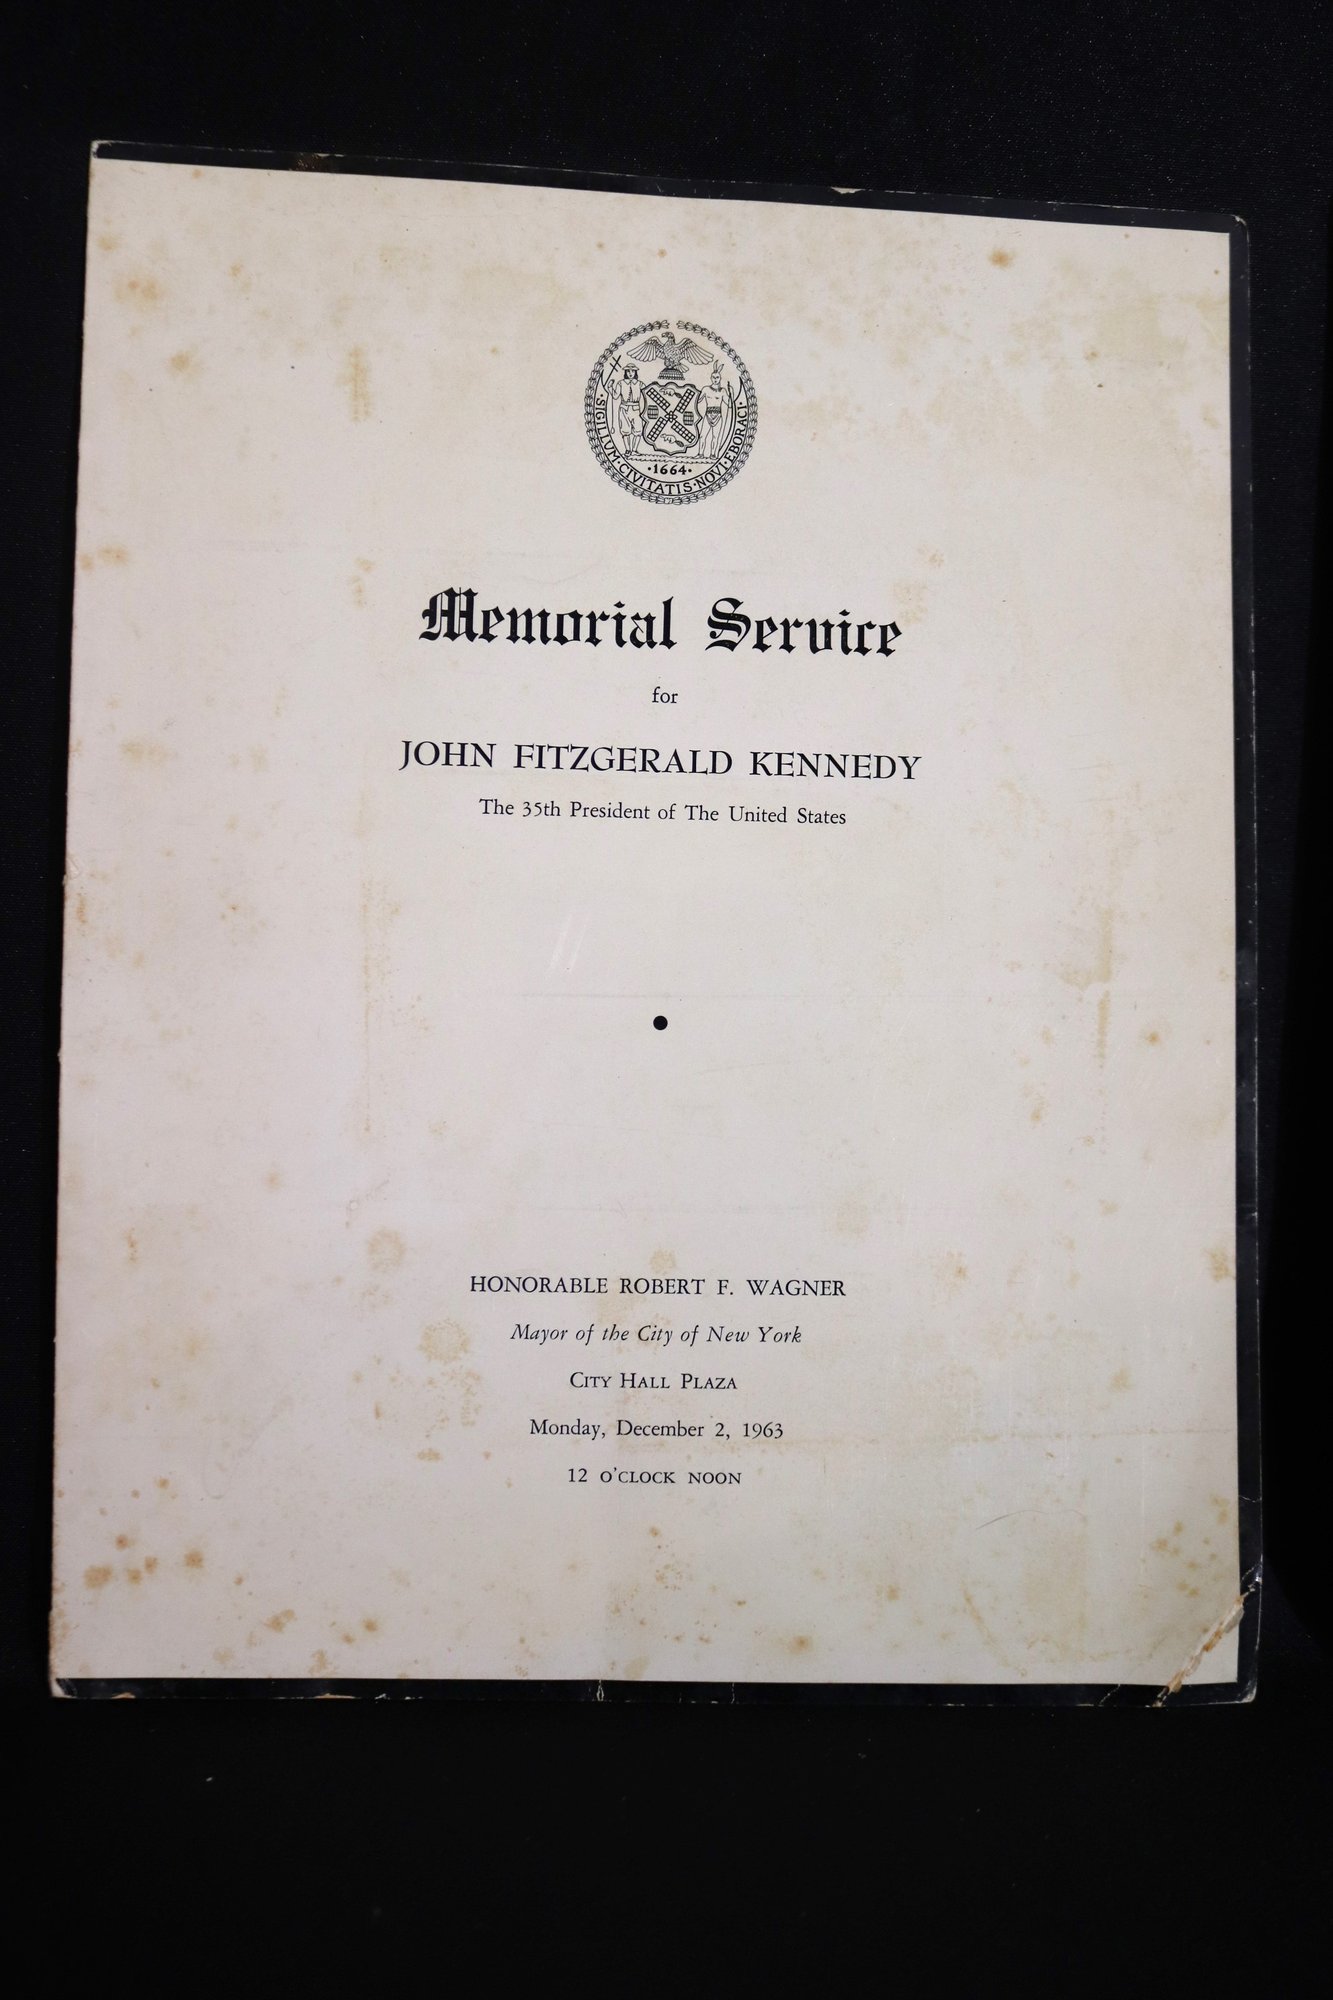 SIGILLUM·CIVITATIS·NOVI·EBORACI·
·1664·
Memorial Service
for
JOHN FITZGERALD KENNEDY
The 35th President of The United States
HONORABLE ROBERT F. WAGNER
Mayor of the City of New York
CITY HALL PLAZA
Monday, December 2, 1963
12 O'CLOCK NOON